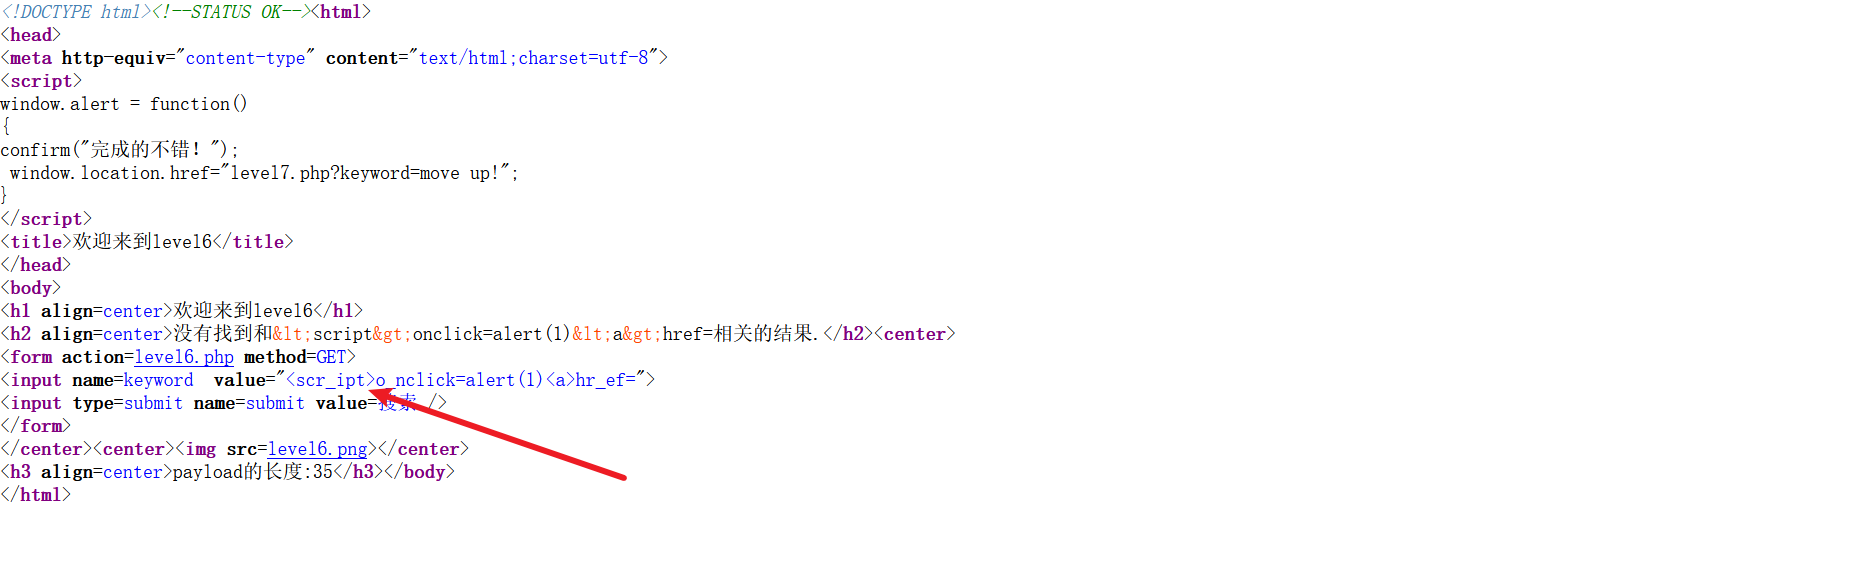 <!DOCTYPE html><!--STATUS OK--><html>
<head>
<meta http-equiv="content-type" content="text/html;charset=utf-8">
<script>
window.alert = function()
{
confirm("完成的不错！");
 window.location.href="level7.php?keyword=move up!";
}
</script>
<title>欢迎来到level6</title>
</head>
<body>
<h1 align=center>欢迎来到level6</h1>
<h2 align=center>没有找到和&lt;script&gt;onclick=alert(1)&lt;a&gt;href=相关的结果.</h2><center>
<form action=level6.php method=GET>
<input name=keyword  value="<scr_ipt>o_nclick=alert(1)<a>hr_ef=">
<input type=submit name=submit value=搜索 />
</form>
</center><center><img src=level6.png></center>
<h3 align=center>payload的长度:35</h3></body>
</html>